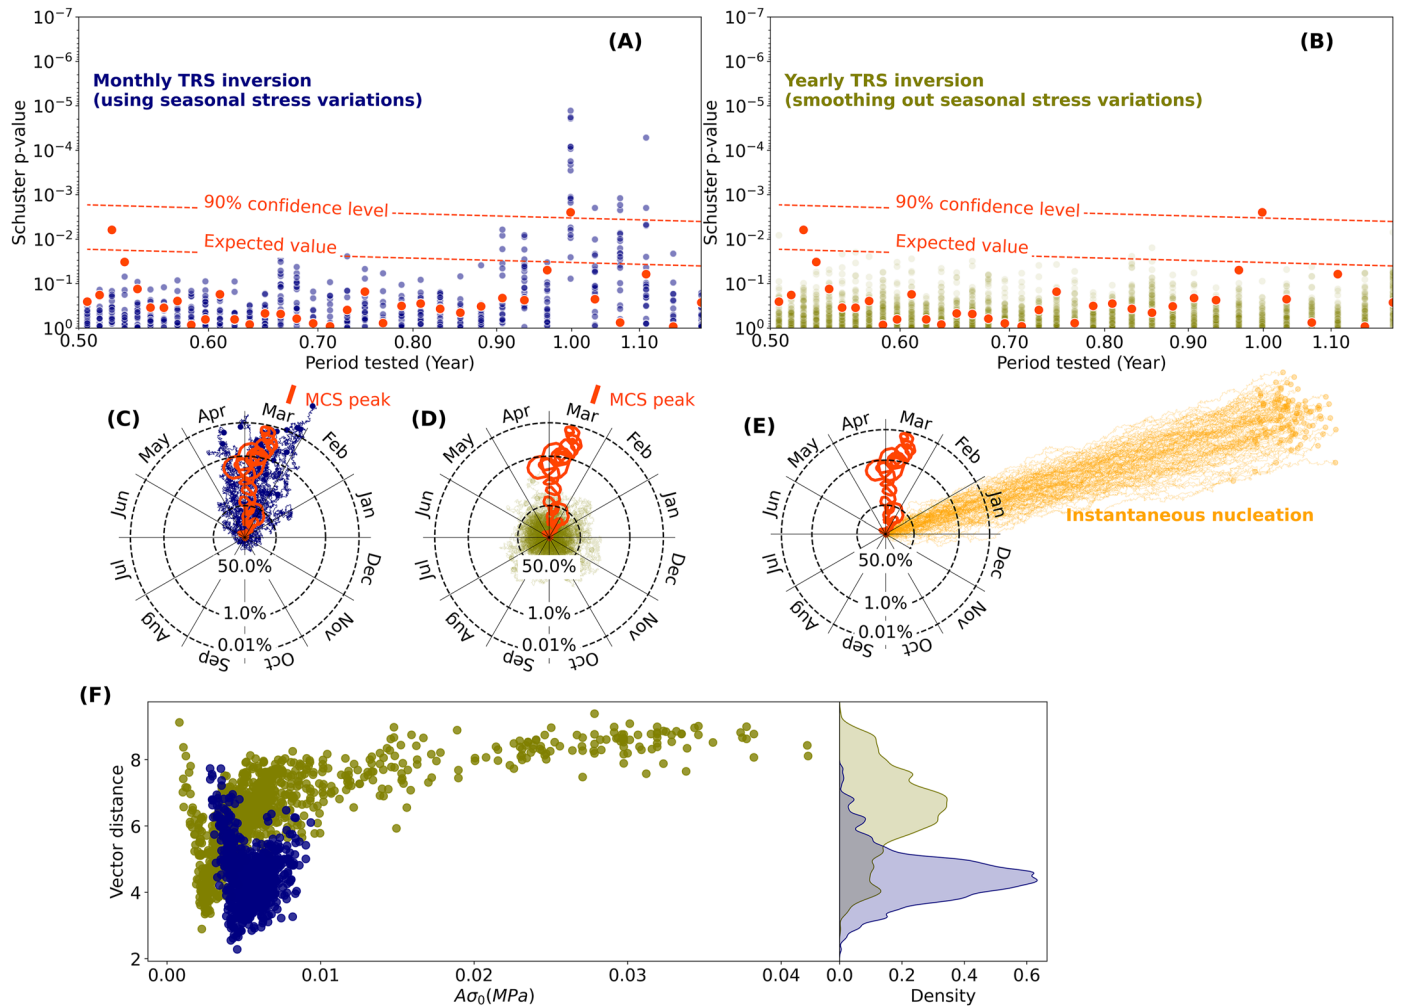 (A)
Monthly TRS inversion
(using seasonal stress variations)
90% confidence level
Expected value
Schuster p-value
10⁻⁷
10⁻⁶
10⁻⁵
10⁻⁴
10⁻³
10⁻²
10⁻¹
10⁰
0.50 0.60 0.70 0.80 0.90 1.00 1.10
Period tested (Year)
(B)
Yearly TRS inversion
(smoothing out seasonal stress variations)
90% confidence level
Expected value
Schuster p-value
10⁻⁷
10⁻⁶
10⁻⁵
10⁻⁴
10⁻³
10⁻²
10⁻¹
10⁰
0.50 0.60 0.70 0.80 0.90 1.00 1.10
Period tested (Year)
(C)
MCS peak
Jan
Feb
Mar
Apr
May
Jun
Jul
Aug
Sep
Oct
Nov
Dec
50.0%
1.0%
0.01%
(D)
MCS peak
Jan
Feb
Mar
Apr
May
Jun
Jul
Aug
Sep
Oct
Nov
Dec
50.0%
1.0%
0.01%
(E)
Jan
Feb
Mar
Apr
May
Jun
Jul
Aug
Sep
Oct
Nov
Dec
50.0%
1.0%
0.01%
Instantaneous nucleation
(F)
Vector distance
8
6
4
2
0.00 0.01 0.02 0.03 0.04
Aσ₀(MPa)
0.0 0.2 0.4 0.6
Density